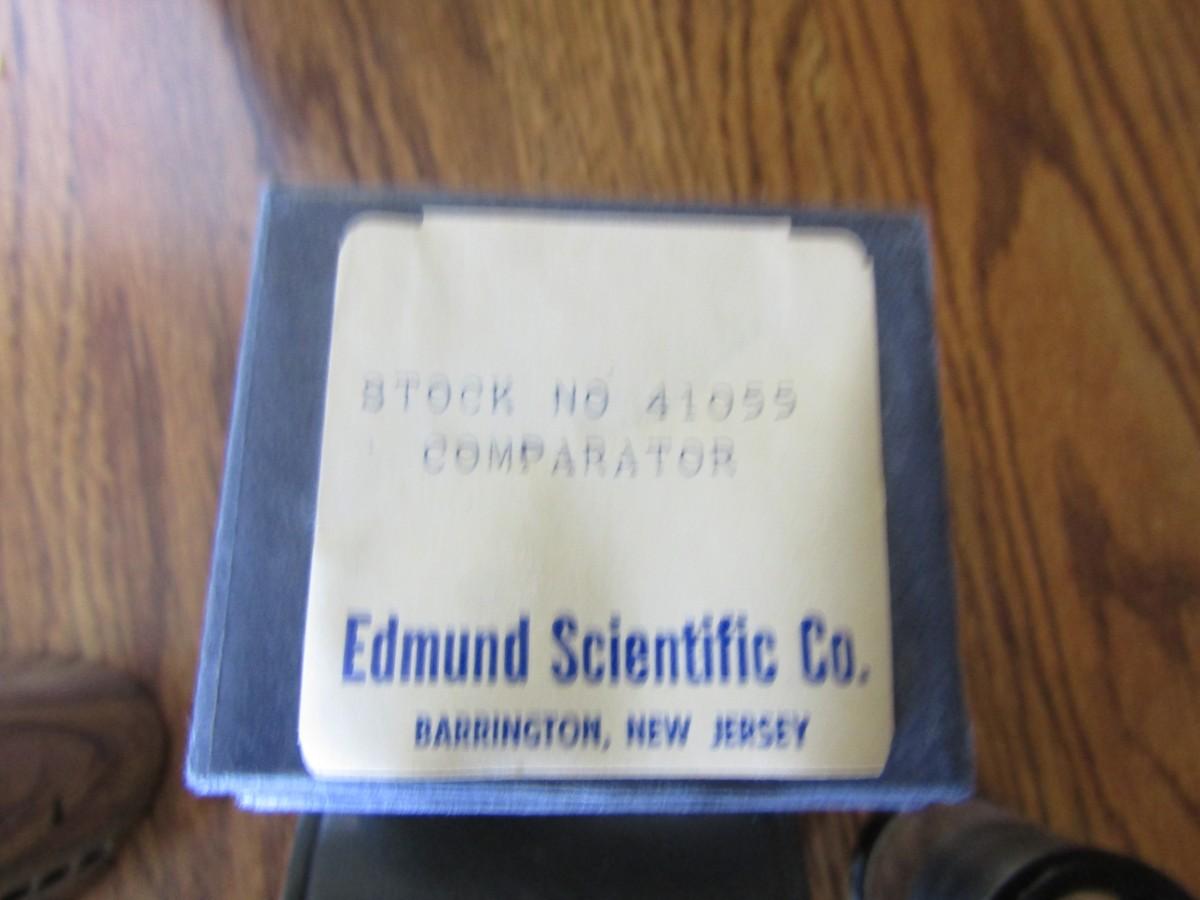 STOCK NO 41055
COMPARATOR
Edmund Scientific Co.
BARRINGTON, NEW JERSEY